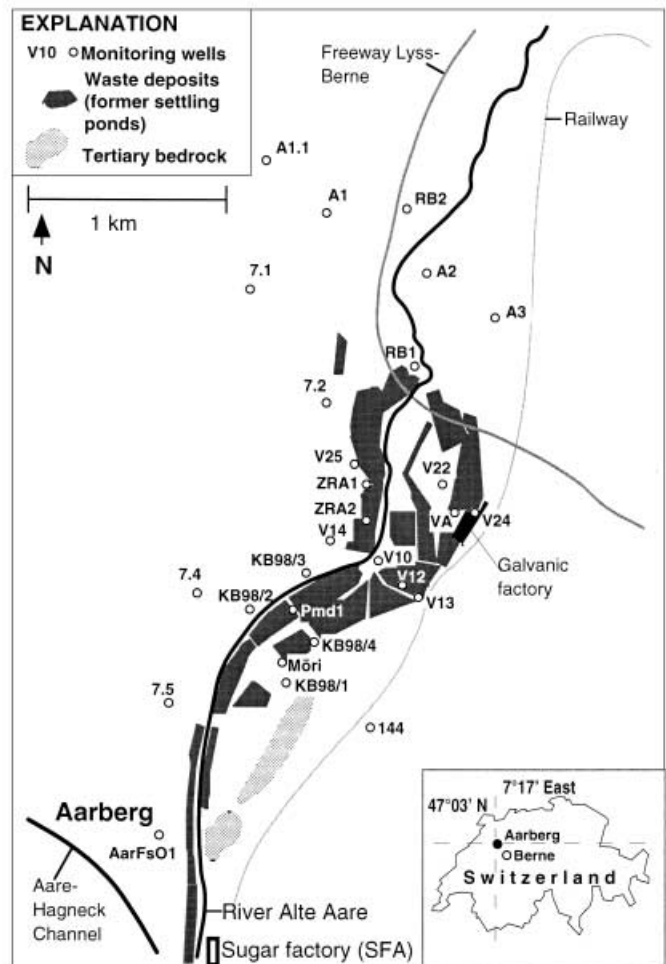 EXPLANATION
V10 Monitoring wells
Waste deposits
(former settling
ponds)
Tertiary bedrock
1 km
N
Freeway Lyss-
Berne
Railway
A1.1
A1
RB2
7.1
A2
A3
RB1
7.2
V25
V22
ZRA1
ZRA2
VA
V24
V14
Galvanic
factory
V10
KB98/3
V12
7.4
KB98/2
Pmd1
V13
KB98/4
Möri
KB98/1
7.5
144
Aarberg
AarFsO1
Aare-
Hagneck
Channel
River Alte Aare
Sugar factory (SFA)
7°17' East
47°03' N
Aarberg
Berne
Switzerland